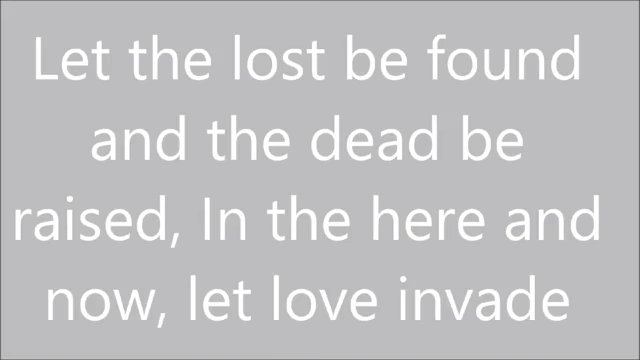 Let the lost be found
and the dead be
raised, In the here and
now, let love invade